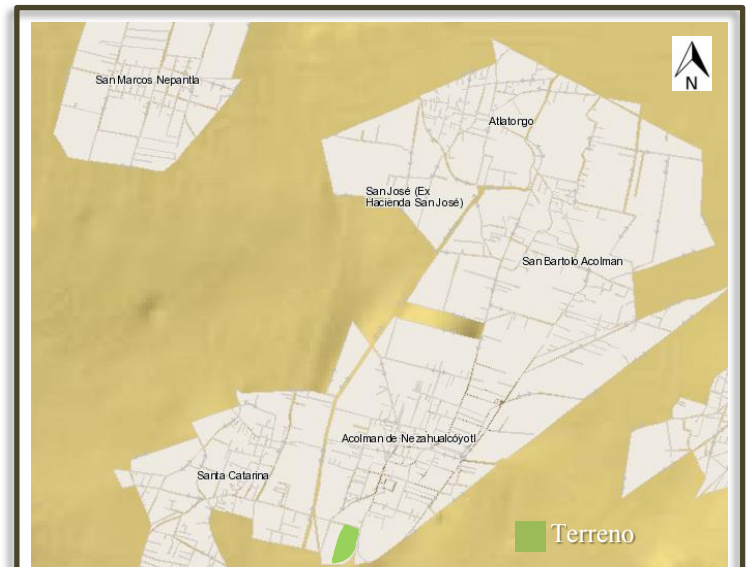 N
San Marcos Nepantla
Atlatongo
San José (Ex
Hacienda San José)
San Bartolo Acolman
Acolman de Nezahualcóyotl
Santa Catarina
Terreno